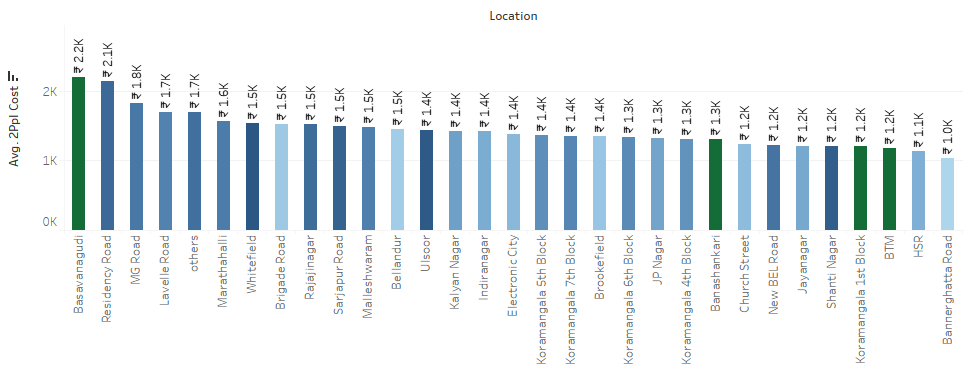 Location
Avg. 2Ppl Cost
2K
1K
0K
₹ 2.2K
₹ 2.1K
₹ 1.8K
₹ 1.7K
₹ 1.7K
₹ 1.6K
₹ 1.5K
₹ 1.5K
₹ 1.5K
₹ 1.5K
₹ 1.5K
₹ 1.5K
₹ 1.4K
₹ 1.4K
₹ 1.4K
₹ 1.4K
₹ 1.4K
₹ 1.4K
₹ 1.4K
₹ 1.3K
₹ 1.3K
₹ 1.3K
₹ 1.3K
₹ 1.2K
₹ 1.2K
₹ 1.2K
₹ 1.2K
₹ 1.2K
₹ 1.2K
₹ 1.1K
₹ 1.0K
Basavanagudi
Residency Road
MG Road
Lavelle Road
others
Marathahalli
Whitefield
Brigade Road
Rajajinagar
Sarjapur Road
Malleshwaram
Bellandur
Ulsoor
Kalyan Nagar
Indiranagar
Electronic City
Koramangala 5th Block
Koramangala 7th Block
Brookefield
Koramangala 6th Block
JP Nagar
Koramangala 4th Block
Banashankari
Church Street
New BEL Road
Jayanagar
Shanti Nagar
Koramangala 1st Block
BTM
HSR
Bannerghatta Road